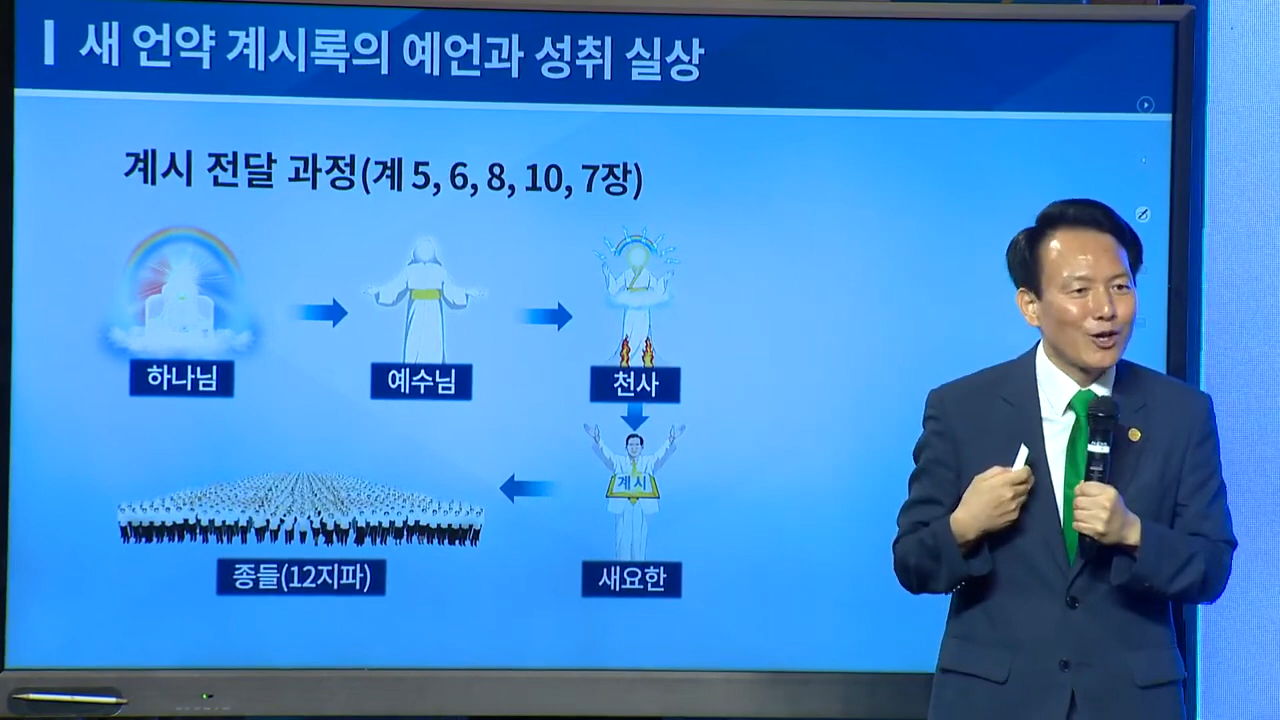 새 언약 계시록의 예언과 성취 실상
계시 전달 과정(계 5, 6, 8, 10, 7장)
하나님
예수님
천사
계시
종들(12지파)
새요한